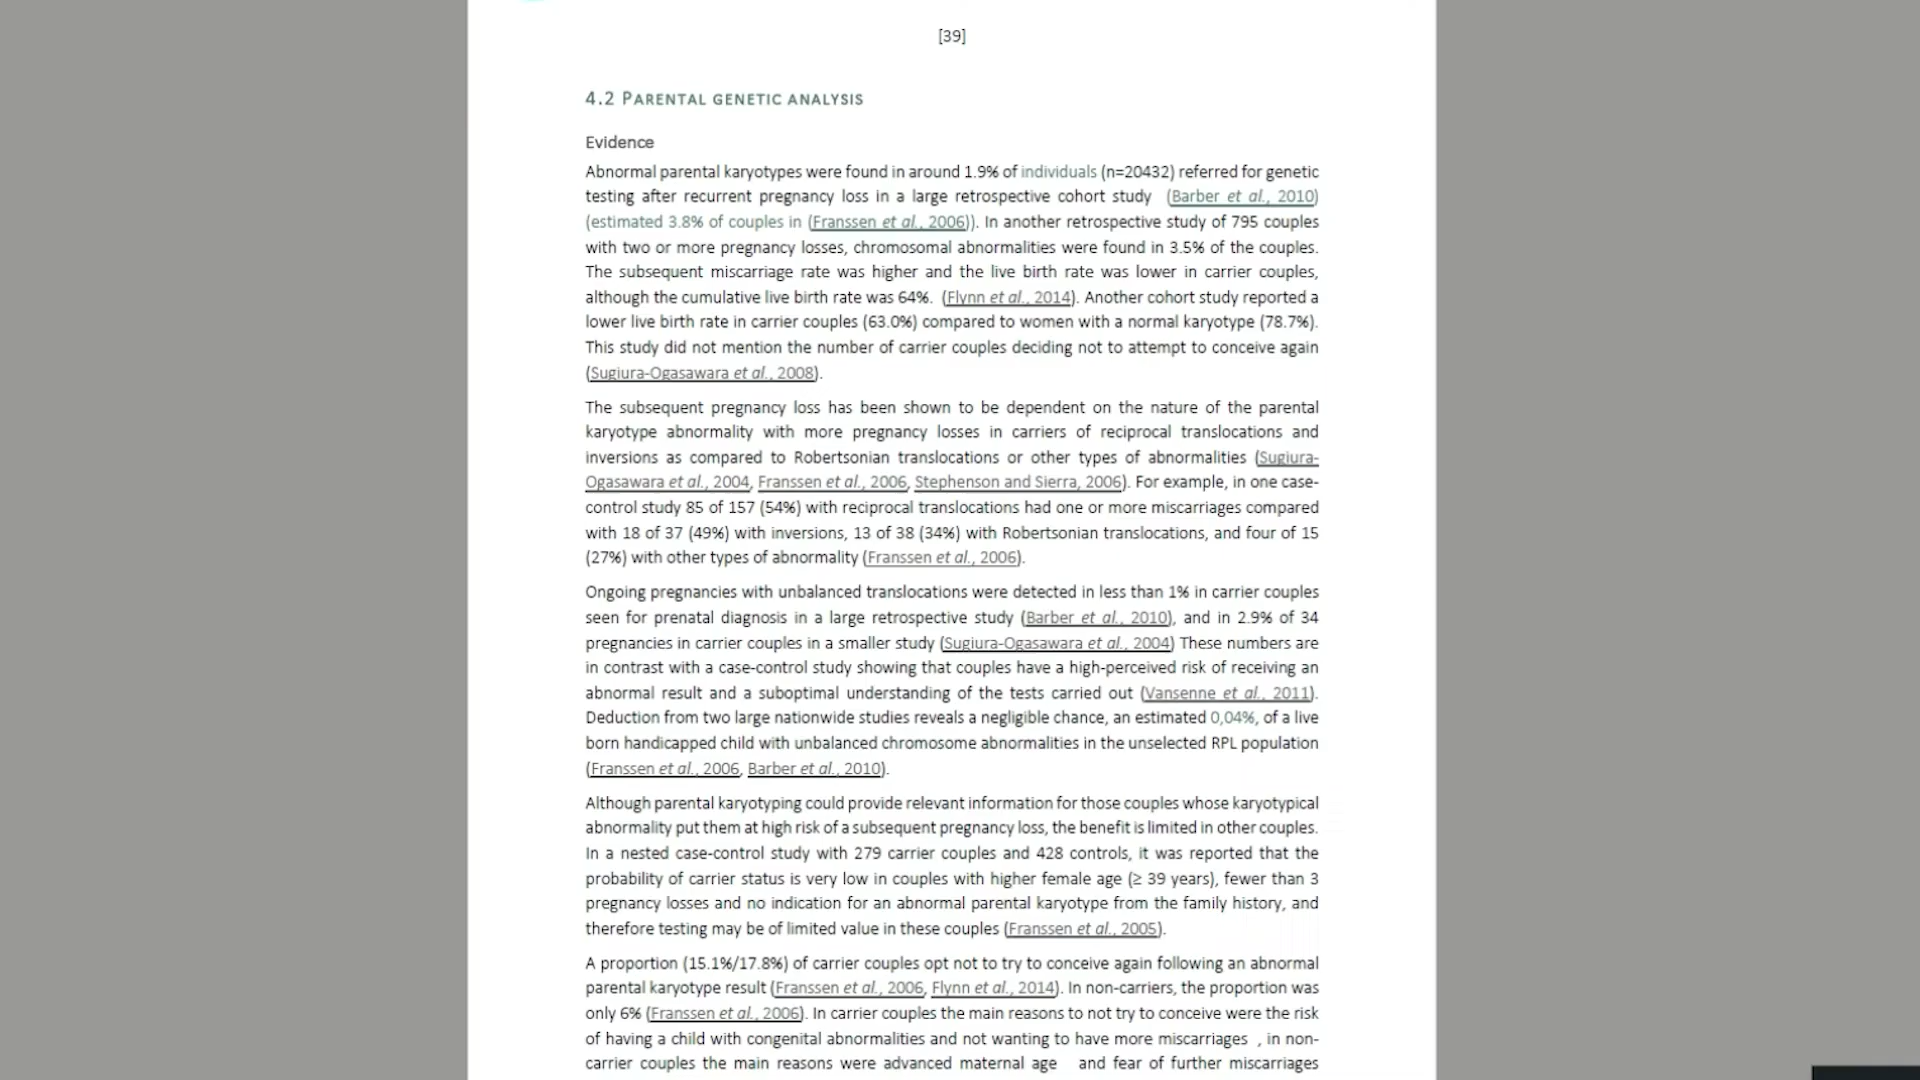 [39]
4.2 PARENTAL GENETIC ANALYSIS
Evidence
Abnormal parental karyotypes were found in around 1.9% of individuals (n=20432) referred for genetic
testing after recurrent pregnancy loss in a large retrospective cohort study (Barber et al., 2010)
(estimated 3.8% of couples in (Franssen et al., 2006)). In another retrospective study of 795 couples
with two or more pregnancy losses, chromosomal abnormalities were found in 3.5% of the couples.
The subsequent miscarriage rate was higher and the live birth rate was lower in carrier couples,
although the cumulative live birth rate was 64%. (Flynn et al., 2014). Another cohort study reported a
lower live birth rate in carrier couples (63.0%) compared to women with a normal karyotype (78.7%).
This study did not mention the number of carrier couples deciding not to attempt to conceive again
(Sugiura-Ogasawara et al., 2008).
The subsequent pregnancy loss has been shown to be dependent on the nature of the parental
karyotype abnormality with more pregnancy losses in carriers of reciprocal translocations and
inversions as compared to Robertsonian translocations or other types of abnormalities (Sugiura-
Ogasawara et al., 2004, Franssen et al., 2006, Stephenson and Sierra, 2006). For example, in one case-
control study 85 of 157 (54%) with reciprocal translocations had one or more miscarriages compared
with 18 of 37 (49%) with inversions, 13 of 38 (34%) with Robertsonian translocations, and four of 15
(27%) with other types of abnormality (Franssen et al., 2006).
Ongoing pregnancies with unbalanced translocations were detected in less than 1% in carrier couples
seen for prenatal diagnosis in a large retrospective study (Barber et al., 2010), and in 2.9% of 34
pregnancies in carrier couples in a smaller study (Sugiura-Ogasawara et al., 2004) These numbers are
in contrast with a case-control study showing that couples have a high-perceived risk of receiving an
abnormal result and a suboptimal understanding of the tests carried out (Vansenne et al., 2011).
Deduction from two large nationwide studies reveals a negligible chance, an estimated 0,04%, of a live
born handicapped child with unbalanced chromosome abnormalities in the unselected RPL population
(Franssen et al., 2006, Barber et al., 2010).
Although parental karyotyping could provide relevant information for those couples whose karyotypical
abnormality put them at high risk of a subsequent pregnancy loss, the benefit is limited in other couples.
In a nested case-control study with 279 carrier couples and 428 controls, it was reported that the
probability of carrier status is very low in couples with higher female age (≥ 39 years), fewer than 3
pregnancy losses and no indication for an abnormal parental karyotype from the family history, and
therefore testing may be of limited value in these couples (Franssen et al., 2005).
A proportion (15.1%/17.8%) of carrier couples opt not to try to conceive again following an abnormal
parental karyotype result (Franssen et al., 2006, Flynn et al., 2014). In non-carriers, the proportion was
only 6% (Franssen et al., 2006). In carrier couples the main reasons to not try to conceive were the risk
of having a child with congenital abnormalities and not wanting to have more miscarriages , in non-
carrier couples the main reasons were advanced maternal age and fear of further miscarriages